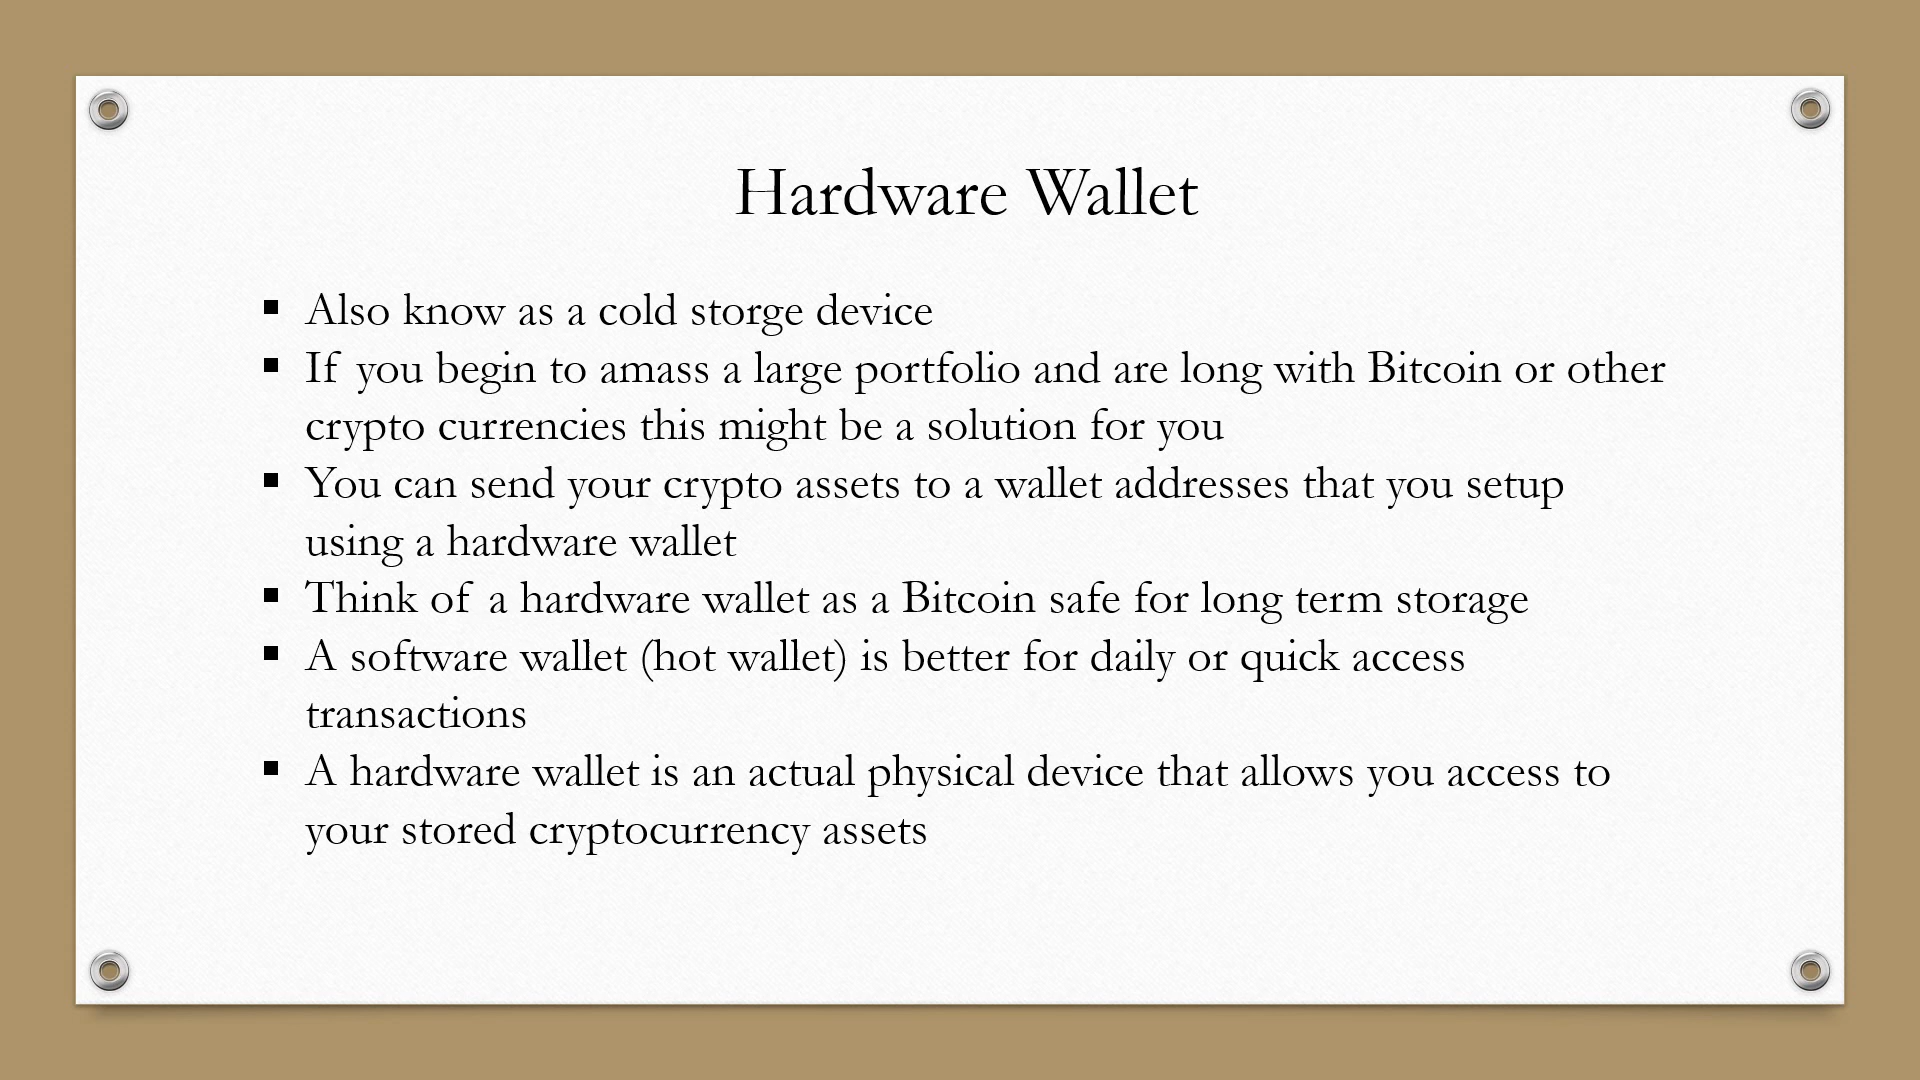 Hardware Wallet
▪ Also know as a cold storge device
▪ If you begin to amass a large portfolio and are long with Bitcoin or other
crypto currencies this might be a solution for you
▪ You can send your crypto assets to a wallet addresses that you setup
using a hardware wallet
▪ Think of a hardware wallet as a Bitcoin safe for long term storage
▪ A software wallet (hot wallet) is better for daily or quick access
transactions
▪ A hardware wallet is an actual physical device that allows you access to
your stored cryptocurrency assets